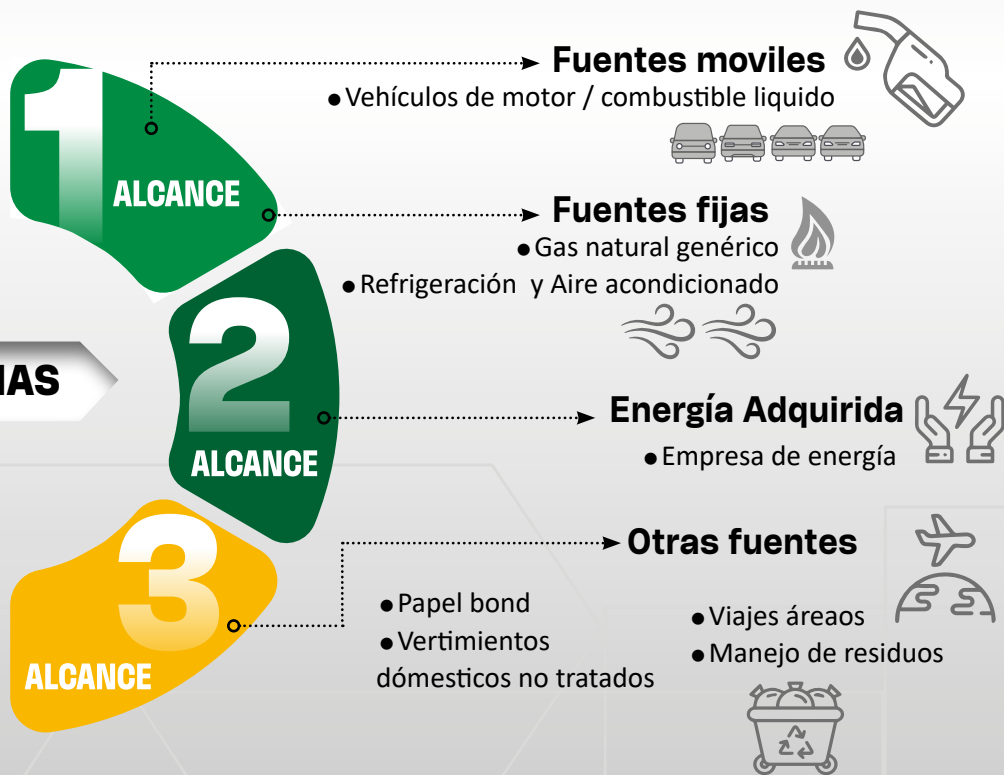 1
ALCANCE
Fuentes moviles
● Vehículos de motor / combustible liquido
Fuentes fijas
● Gas natural genérico
● Refrigeración y Aire acondicionado
2
ALCANCE
Energía Adquirida
● Empresa de energía
3
ALCANCE
Otras fuentes
● Papel bond
● Vertimientos
dómesticos no tratados
● Viajes áreaos
● Manejo de residuos